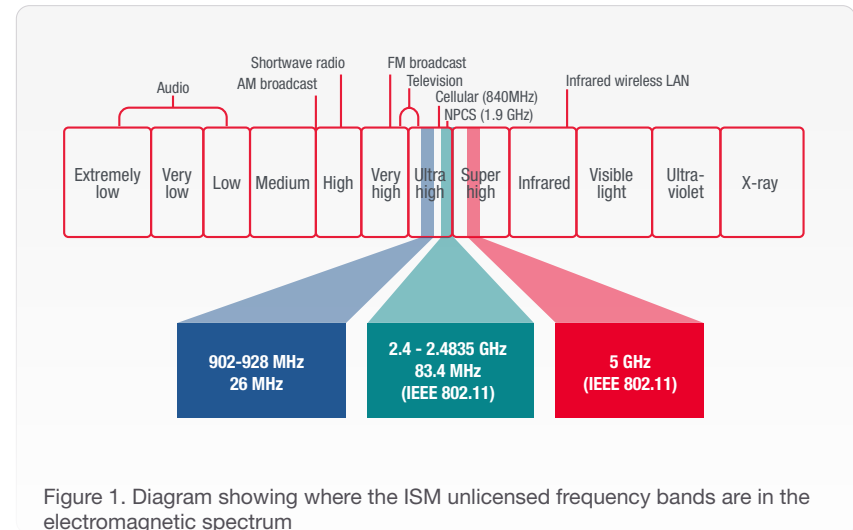 Shortwave radio
FM broadcast
AM broadcast
Television
Infrared wireless LAN
Audio
Cellular (840MHz)
NPCS (1.9 GHz)
Extremely
low
Very
low
Low
Medium
High
Very
high
Ultra
high
Super
high
Infrared
Visible
light
Ultra-
violet
X-ray
902-928 MHz
26 MHz
2.4 - 2.4835 GHz
83.4 MHz
(IEEE 802.11)
5 GHz
(IEEE 802.11)
Figure 1. Diagram showing where the ISM unlicensed frequency bands are in the
electromagnetic spectrum